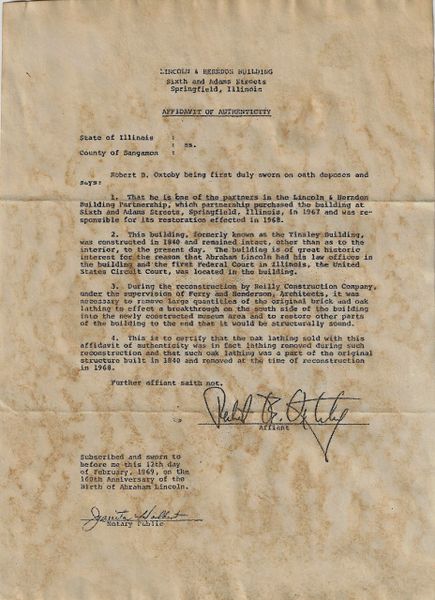 LINCOLN & HERNDON BUILDING
Sixth and Adams Streets
Springfield, Illinois
AFFIDAVIT OF AUTHENTICITY
State of Illinois :
: ss.
County of Sangamon :
Robert B. Oxtoby being first duly sworn on oath deposes and
says:
1. That he is one of the partners in the Lincoln & Herndon
Building Partnership, which partnership purchased the building at
Sixth and Adams Streets, Springfield, Illinois, in 1967 and was re-
sponsible for its restoration effected in 1968.
2. This building, formerly known as the Tinsley Building,
was constructed in 1840 and remained intact, other than as to the
interior, to the present day. The building is of great historic
interest for the reason that Abraham Lincoln had his law offices in
the building and the first Federal Court in Illinois, the United
States Circuit Court, was located in the building.
3. During the reconstruction by Reilly Construction Company,
under the supervision of Ferry and Henderson, Architects, it was
necessary to remove large quantities of the original brick and oak
lathing to effect a breakthrough on the south side of the building
into the newly constructed museum area and to restore other parts
of the building to the end that it would be structurally sound.
4. This is to certify that the oak lathing sold with this
affidavit of authenticity was in fact lathing removed during such
reconstruction and that such oak lathing was a part of the original
structure built in 1840 and removed at the time of reconstruction
in 1968.
Further affiant saith not.
Robert B. Oxtoby
Affiant
Subscribed and sworn to
before me this 12th day
of February, 1969, on the
160th Anniversary of the
Birth of Abraham Lincoln.
Notary Public